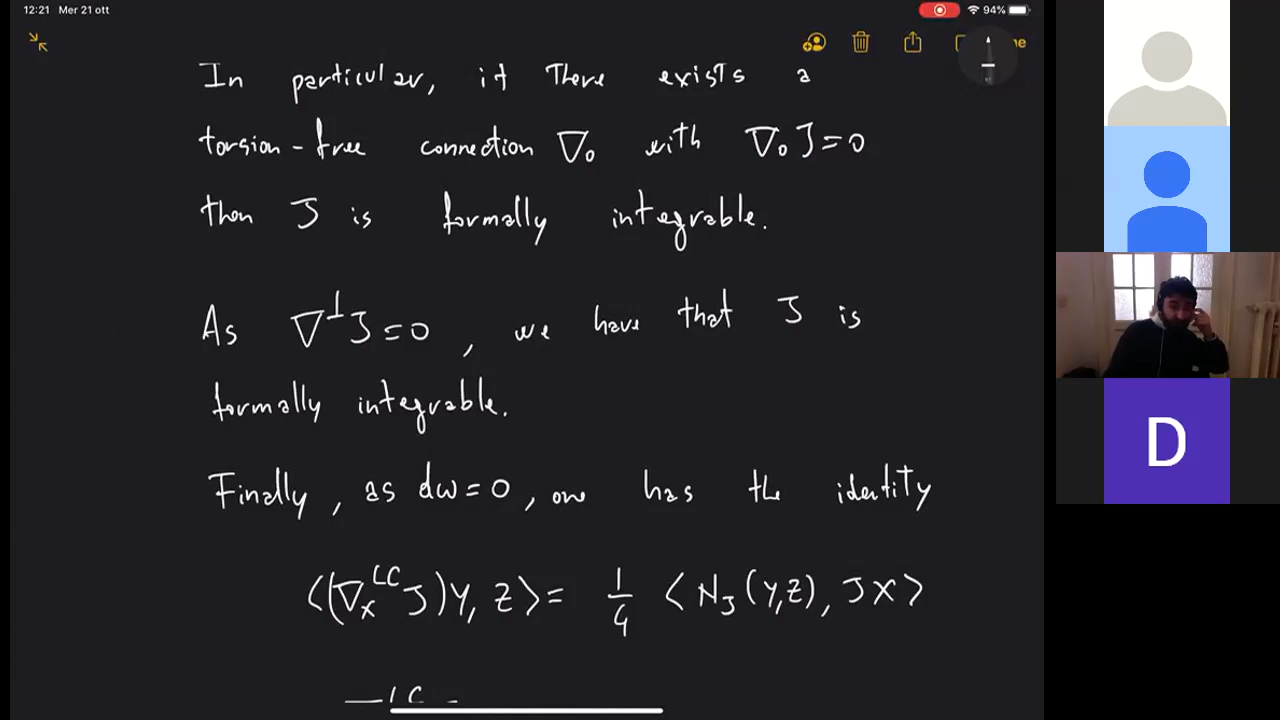 12:21 Mer 21 ott
94%
In particular, if There exists a
torsion-free connection ∇₀ with ∇₀J=0
then J is formally integrable.
As ∇^⊥J=0, we have that J is
formally integrable.
Finally, as dω=0, one has the identity
⟨(∇_X^{LC} J)Y, Z⟩ = 1/4 ⟨N_J(Y,Z), JX⟩
D